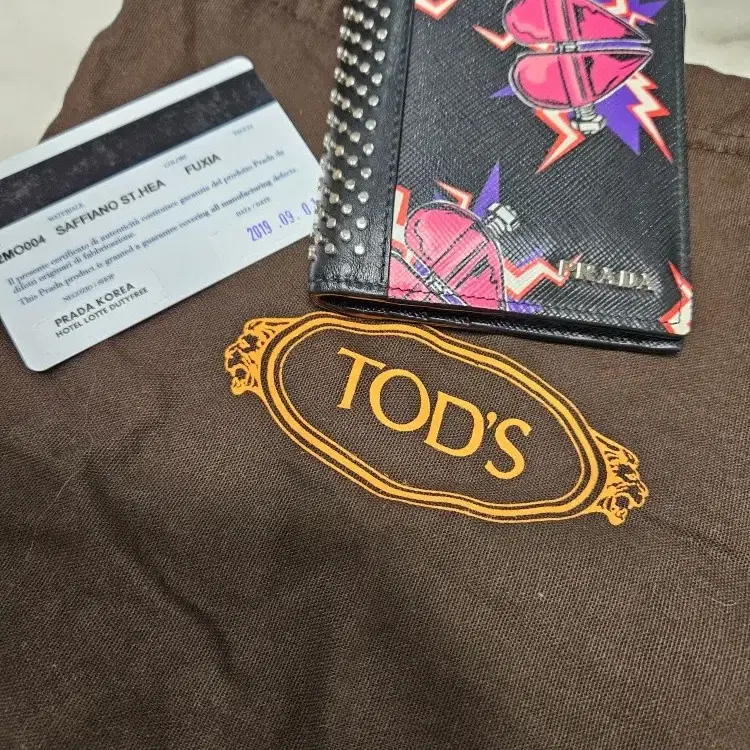 TESSUTI
COLORE
MATERIALE
FUXIA
SAFFIANO ST.HEA
2MO004
Il presente certificato di autenticità costituisce garanzia del prodotto Prada da
difetti originari di fabbricazione.
This Prada product is granted a guarantee covering all manufacturing defects.
DATA / DATE
2019 .09. 0
NEGOZIO / SHOP
PRADA KOREA
HOTEL LOTTE DUTYFREE
PRADA
TOD'S